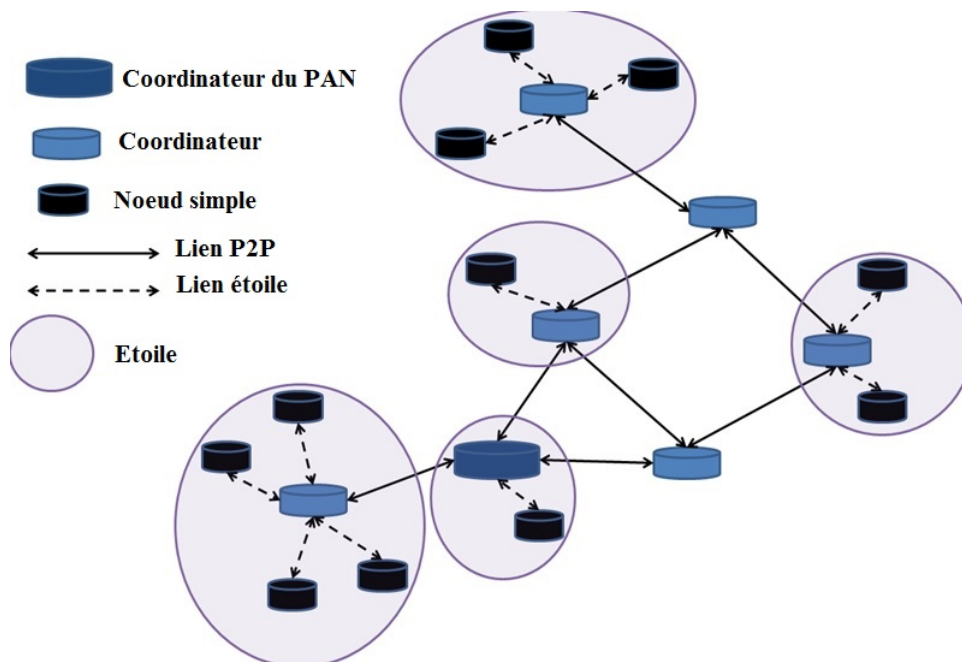 Coordinateur du PAN
Coordinateur
Noeud simple
Lien P2P
Lien étoile
Etoile